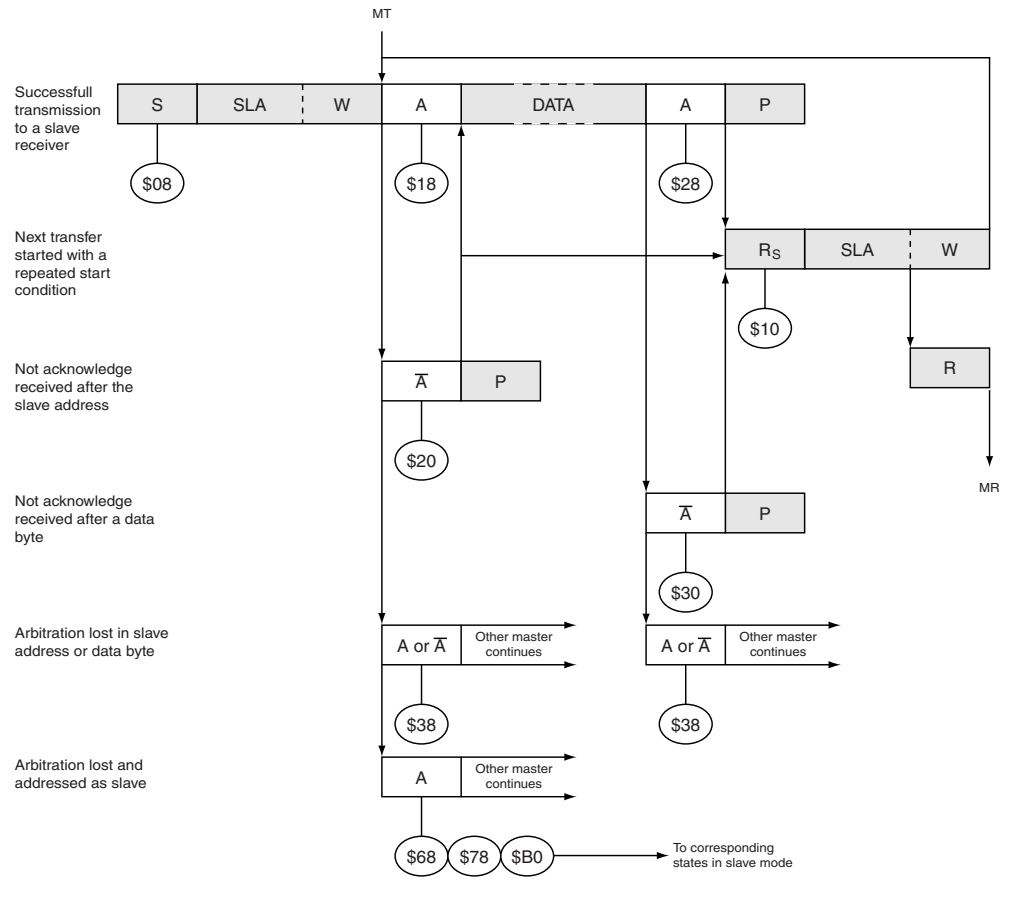 MT
Successfull
transmission
to a slave
receiver
S SLA W A DATA A P
$08 $18 $28
Next transfer
started with a
repeated start
condition
RS SLA W
$10
Not acknowledge
received after the
slave address
A̅ P
R
$20
MR
Not acknowledge
received after a data
byte
A̅ P
$30
Arbitration lost in slave
address or data byte
A or A̅ Other master
continues
A or A̅ Other master
continues
$38 $38
Arbitration lost and
addressed as slave
A Other master
continues
$68 $78 $B0
To corresponding
states in slave mode